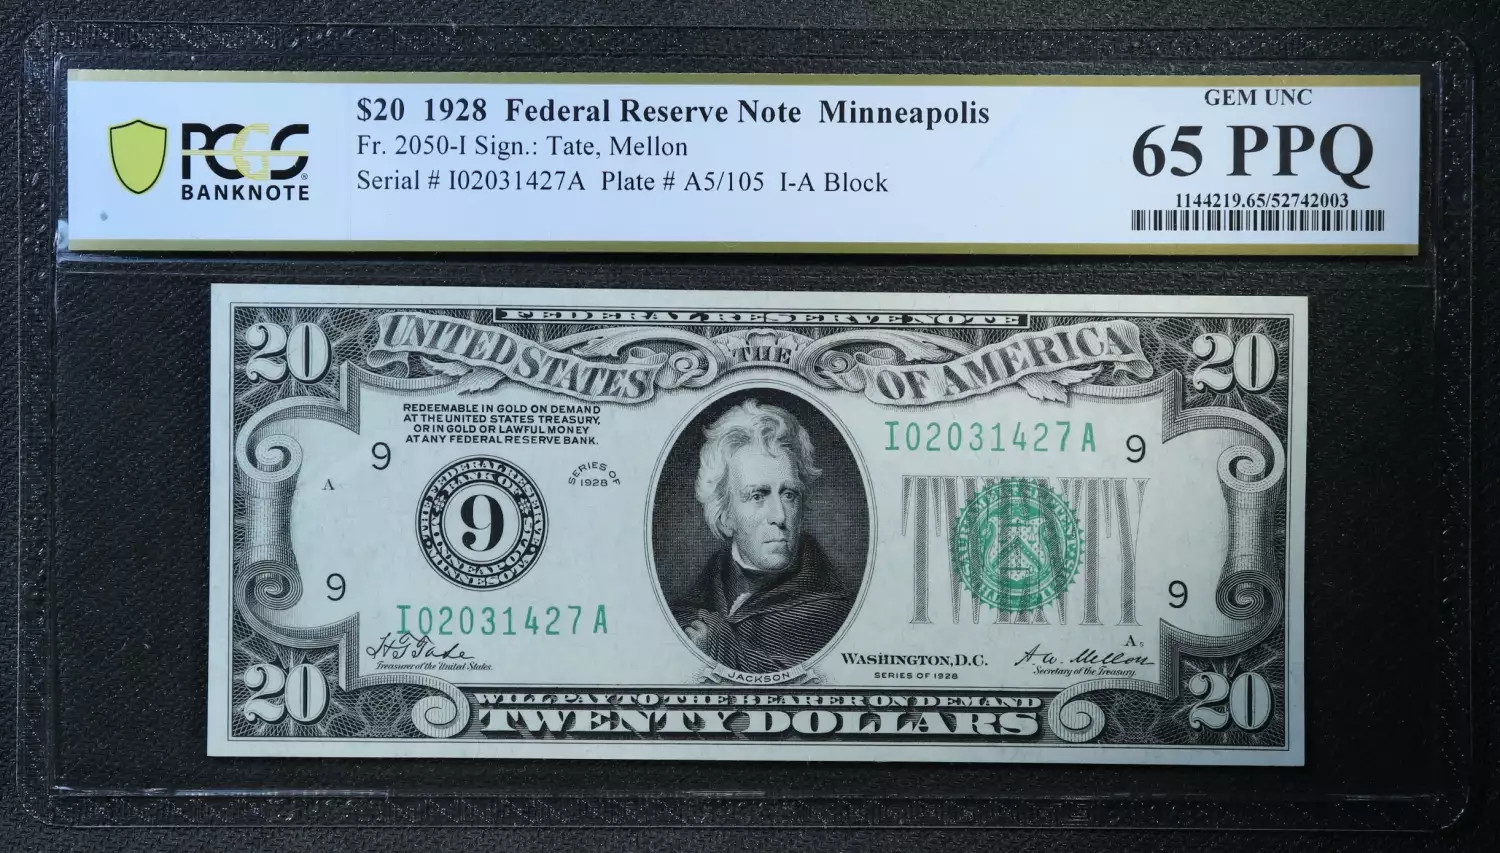 PCGS
BANKNOTE
$20 1928 Federal Reserve Note Minneapolis
Fr. 2050-I Sign.: Tate, Mellon
Serial # I02031427A Plate # A5/105 I-A Block
GEM UNC
65 PPQ
1144219.65/52742003
FEDERAL RESERVE NOTE
20
UNITED STATES
THE
OF AMERICA
20
REDEEMABLE IN GOLD ON DEMAND
AT THE UNITED STATES TREASURY,
OR IN GOLD OR LAWFUL MONEY
AT ANY FEDERAL RESERVE BANK.
I02031427A
9
9
SERIES OF
1928
A
9
9
9
I02031427A
H.T. Tate
Treasurer of the United States.
WASHINGTON, D.C.
SERIES OF 1928
A5
A.W. Mellon
Secretary of the Treasury.
JACKSON
20
WILL PAY TO THE BEARER ON DEMAND
TWENTY DOLLARS
20